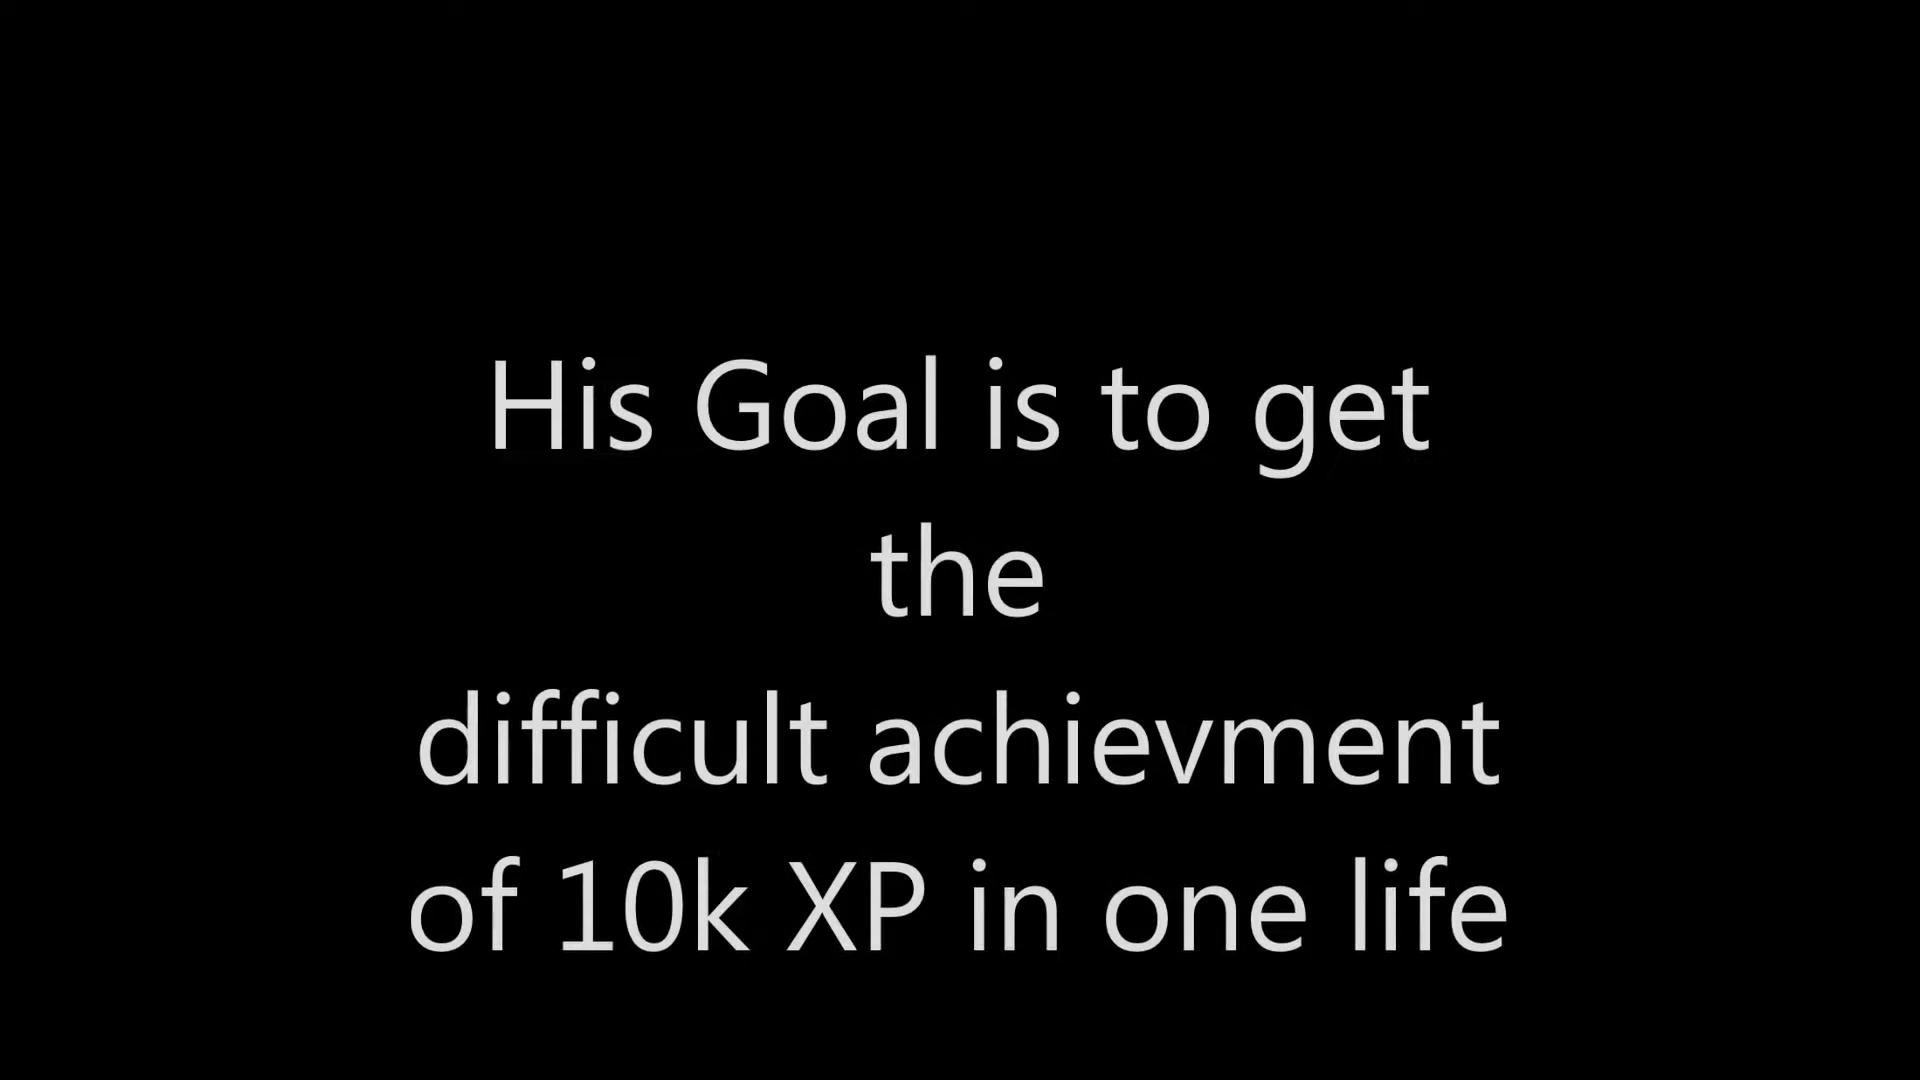 His Goal is to get
the
difficult achievment
of 10k XP in one life